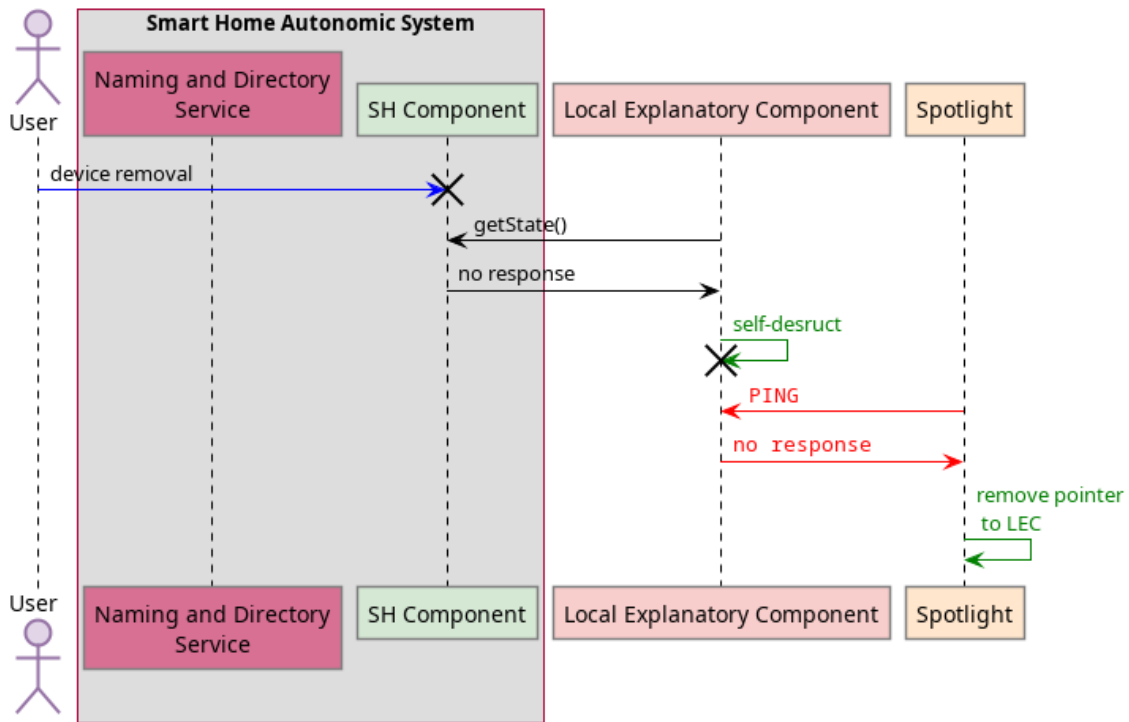 Smart Home Autonomic System
User
Naming and Directory
Service
SH Component
Local Explanatory Component
Spotlight
device removal
getState()
no response
self-desruct
PING
no response
remove pointer
to LEC
User
Naming and Directory
Service
SH Component
Local Explanatory Component
Spotlight